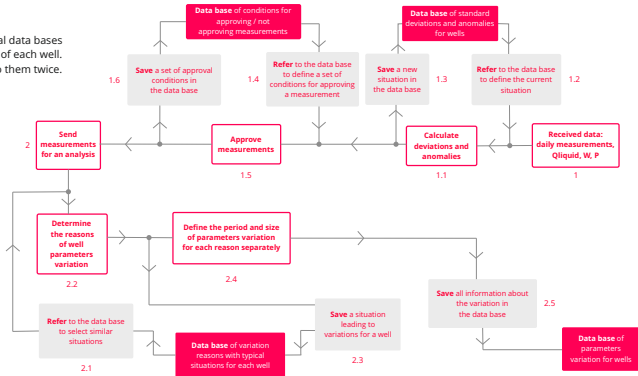 al data bases
of each well.
o them twice.
Data base of conditions for
approving / not
approving measurements
Data base of standard
deviations and anomalies
for wells
1.6
Save a set of approval
conditions in
the data base
1.4
Refer to the data base
to define a set of
conditions for approving
a measurement
Save a new
situation in
the data base
1.3
Refer to the data base
to define the current
situation
1.2
2
Send
measurements
for an analysis
Approve
measurements
1.5
Calculate
deviations and
anomalies
1.1
Received data:
daily measurements,
Qliquid, W, P
1
Determine
the reasons
of well
parameters
variation
2.2
Define the period and size
of parameters variation
for each reason separately
2.4
Save all information about
the variation in
the data base
2.5
Refer to the data base
to select similar
situations
2.1
Data base of variation
reasons with typical
situations for each well
Save a situation
leading to
variations for a well
2.3
Data base of
parameters
variation for wells